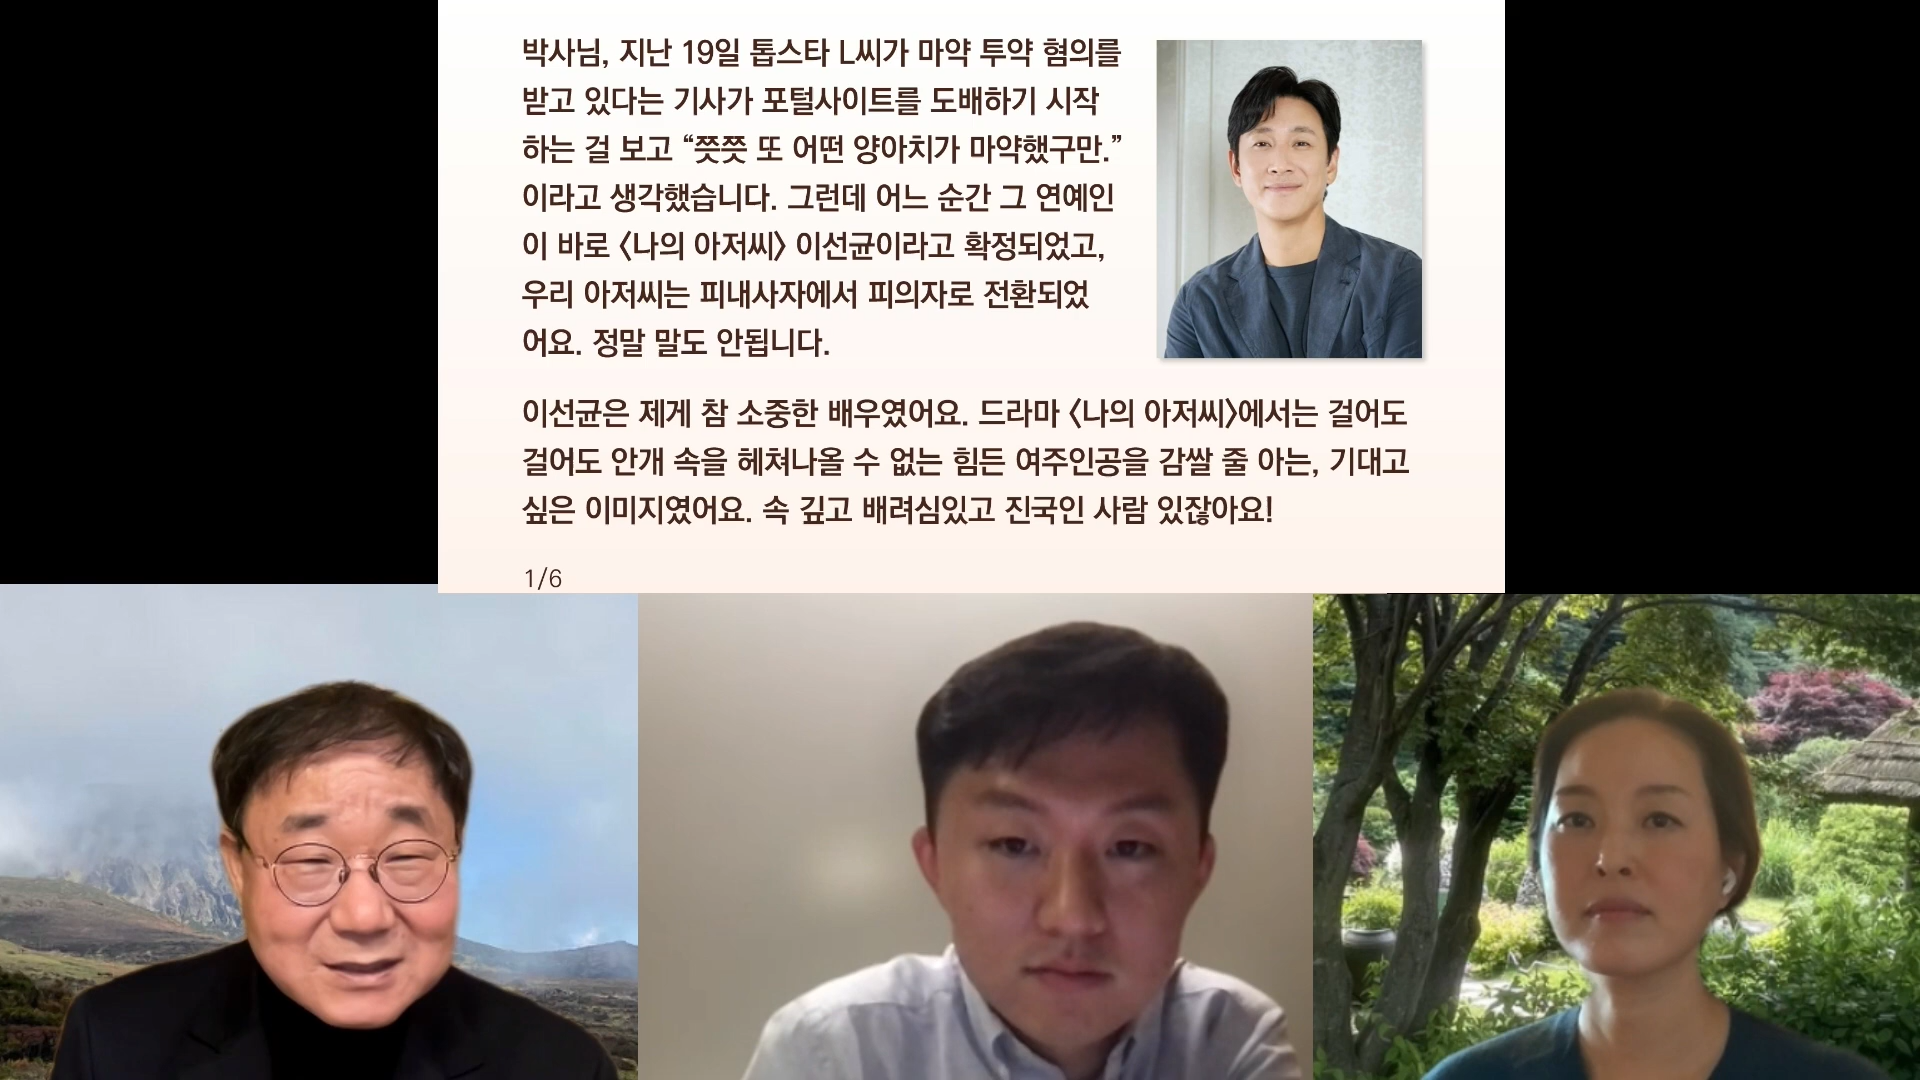 박사님, 지난 19일 톱스타 L씨가 마약 투약 혐의를
받고 있다는 기사가 포털사이트를 도배하기 시작
하는 걸 보고 “쯧쯧 또 어떤 양아치가 마약했구만.”
이라고 생각했습니다. 그런데 어느 순간 그 연예인
이 바로 〈나의 아저씨〉 이선균이라고 확정되었고,
우리 아저씨는 피내사자에서 피의자로 전환되었
어요. 정말 말도 안됩니다.
이선균은 제게 참 소중한 배우였어요. 드라마 〈나의 아저씨〉에서는 걸어도
걸어도 안개 속을 헤쳐나올 수 없는 힘든 여주인공을 감쌀 줄 아는, 기대고
싶은 이미지였어요. 속 깊고 배려심있고 진국인 사람 있잖아요!
1/6